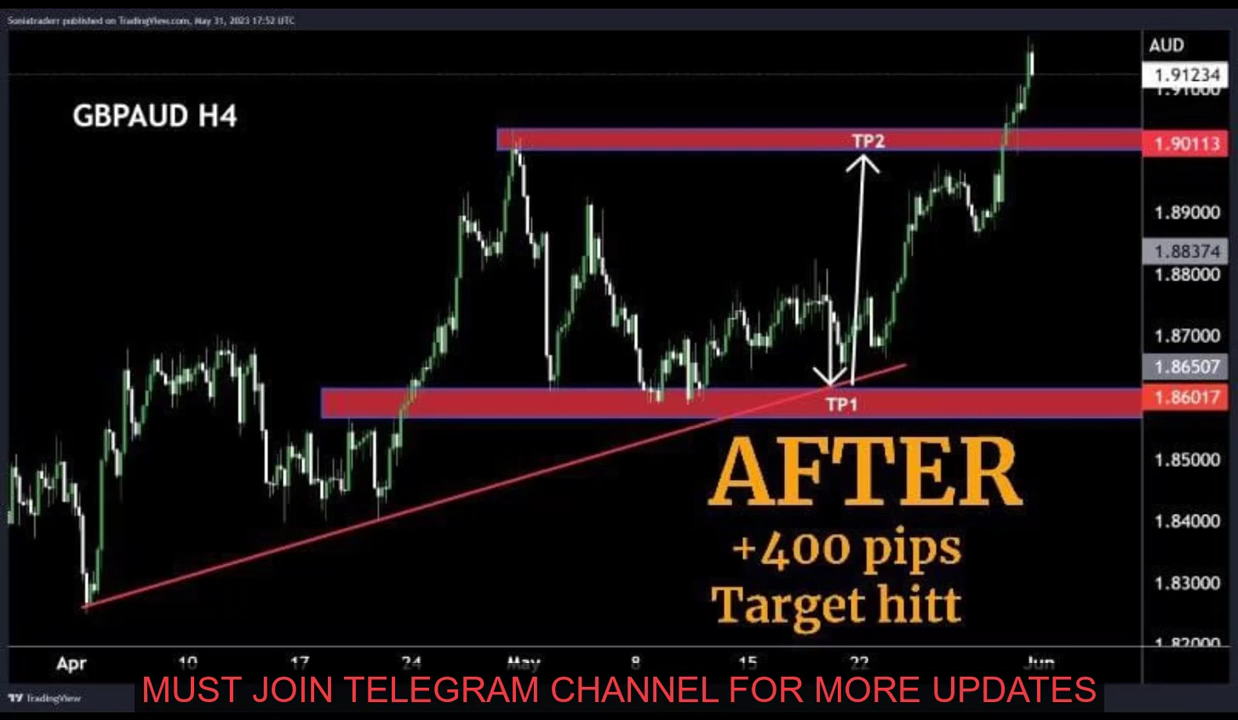 Soniatraderr published on TradingView.com, May 31, 2023 17:52 UTC
AUD
1.91234
1.91000
GBPAUD H4
TP2
1.90113
1.89000
1.88374
1.88000
1.87000
1.86507
1.86017
TP1
1.85000
1.84000
1.83000
1.82000
AFTER
+400 pips
Target hitt
Apr 10 17 24 May 8 15 22 Jun
TradingView
MUST JOIN TELEGRAM CHANNEL FOR MORE UPDATES